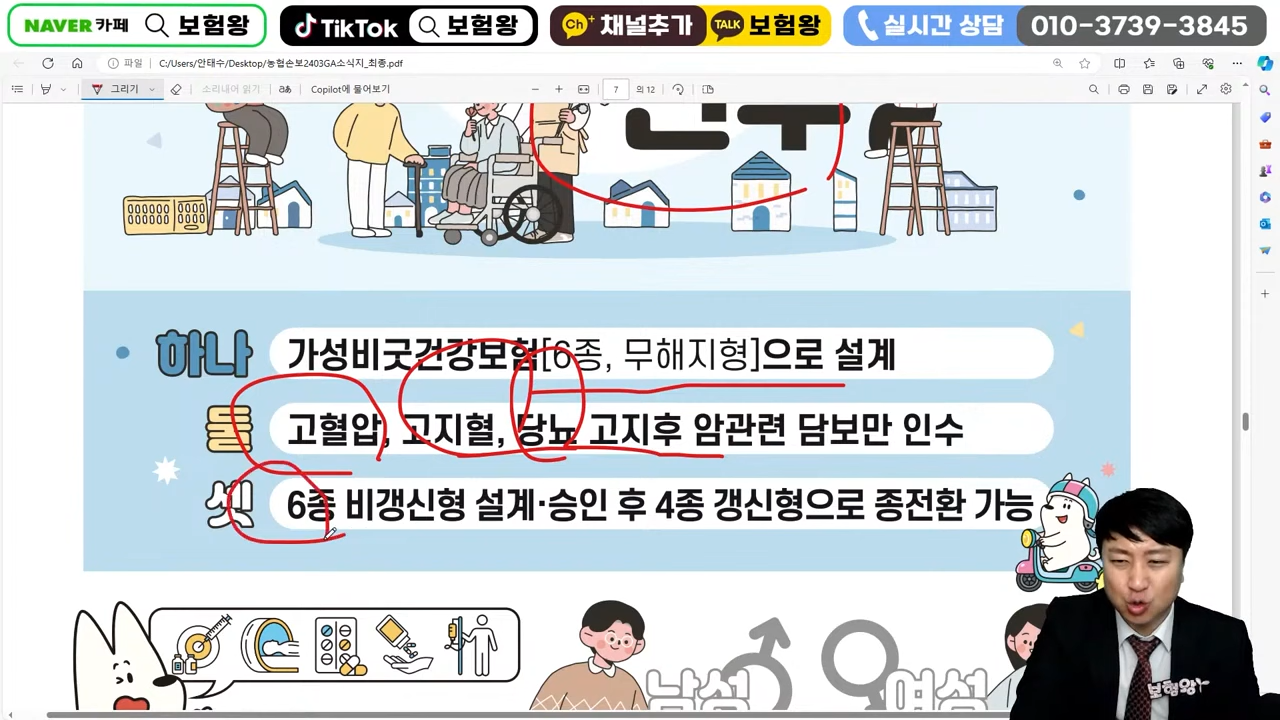 NAVER 카페 보험왕
TikTok 보험왕
Ch+ 채널추가 TALK 보험왕
실시간 상담 010-3739-3845
파일 C:/Users/안태수/Desktop/농협손보2403GA소식지_최종.pdf
그리기 소리내어 읽기 가あ Copilot에 물어보기
7 의 12
하나 가성비굿건강보험[6종, 무해지형]으로 설계
둘 고혈압, 고지혈, 당뇨 고지후 암관련 담보만 인수
셋 6종 비갱신형 설계·승인 후 4종 갱신형으로 종전환 가능
남성
여성
보험왕